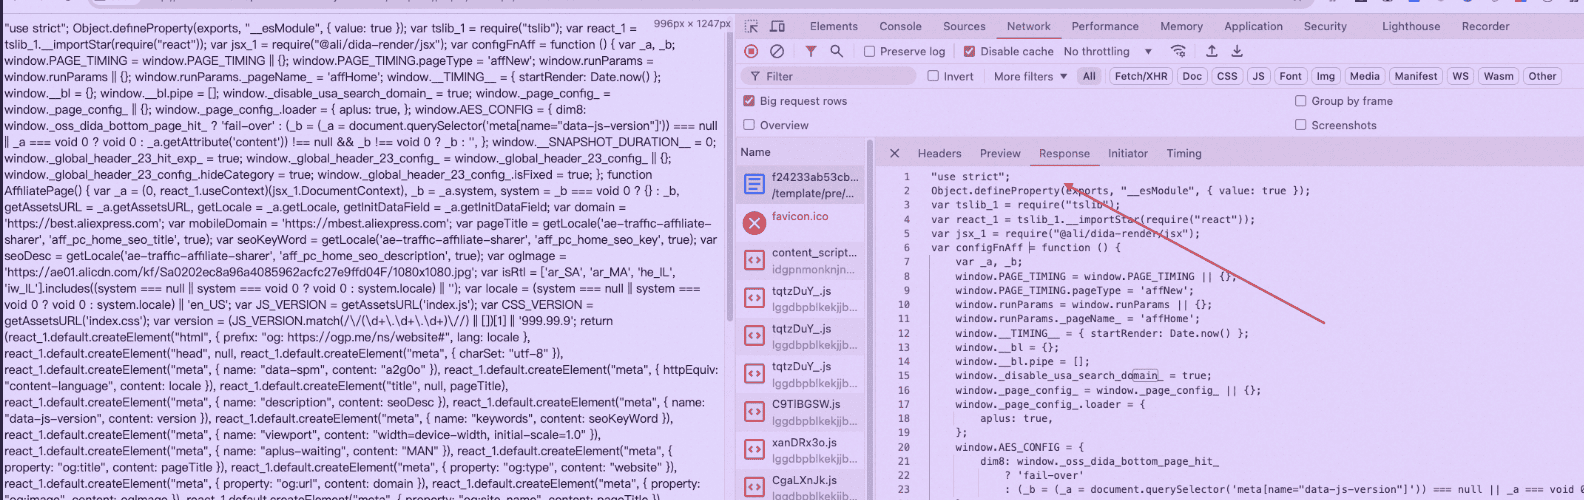 "use strict"; Object.defineProperty(exports, "__esModule", { value: true }); var tslib_1 = require("tslib"); var react_1 =
tslib_1.__importStar(require("react")); var jsx_1 = require("@ali/dida-render/jsx"); var configFnAff = function () { var _a, _b;
window.PAGE_TIMING = window.PAGE_TIMING || {}; window.PAGE_TIMING.pageType = 'affNew'; window.runParams =
window.runParams || {}; window.runParams._pageName_ = 'affHome'; window.__TIMING__ = { startRender: Date.now() };
window.__bl = {}; window.__bl.pipe = []; window._disable_usa_search_domain_ = true; window._page_config_ =
window._page_config_ || {}; window._page_config_.loader = { aplus: true, }; window.AES_CONFIG = { dim8:
window._oss_dida_bottom_page_hit_ ? 'fail-over' : (_b = (_a = document.querySelector('meta[name="data-js-version"]')) === null
|| _a === void 0 ? void 0 : _a.getAttribute('content')) !== null && _b !== void 0 ? _b : '', }; window.__SNAPSHOT_DURATION__ = 0;
window._global_header_23_hit_exp_ = true; window._global_header_23_config_ = window._global_header_23_config_ || {};
window._global_header_23_config_.hideCategory = true; window._global_header_23_config_.isFixed = true; }; function
AffiliatePage() { var _a = (0, react_1.useContext)(jsx_1.DocumentContext), _b = _a.system, system = _b === void 0 ? {} : _b,
getAssetsURL = _a.getAssetsURL, getLocale = _a.getLocale, getInitDataField = _a.getInitDataField; var domain =
'https://best.aliexpress.com'; var mobileDomain = 'https://mbest.aliexpress.com'; var pageTitle = getLocale('ae-traffic-affiliate-
sharer', 'aff_pc_home_seo_title', true); var seoKeyWord = getLocale('ae-traffic-affiliate-sharer', 'aff_pc_home_seo_key', true); var
seoDesc = getLocale('ae-traffic-affiliate-sharer', 'aff_pc_home_seo_description', true); var ogImage =
'https://ae01.alicdn.com/kf/Sa0202ec8a96a4085962acfc27e9ffd04F/1080x1080.jpg'; var isRtl = ['ar_SA', 'ar_MA', 'he_IL',
'iw_IL'].includes((system === null || system === void 0 ? void 0 : system.locale) || ''); var locale = (system === null || system ===
void 0 ? void 0 : system.locale) || 'en_US'; var JS_VERSION = getAssetsURL('index.js'); var CSS_VERSION =
getAssetsURL('index.css'); var version = (JS_VERSION.match(/\/(\d+\.\d+\.\d+)\//) || [])[1] || '999.99.9'; return
(react_1.default.createElement("html", { prefix: "og: https://ogp.me/ns/website#", lang: locale },
react_1.default.createElement("head", null, react_1.default.createElement("meta", { charSet: "utf-8" }),
react_1.default.createElement("meta", { name: "data-spm", content: "a2g0o" }), react_1.default.createElement("meta", { httpEquiv:
"content-language", content: locale }), react_1.default.createElement("title", null, pageTitle),
react_1.default.createElement("meta", { name: "description", content: seoDesc }), react_1.default.createElement("meta", { name:
"data-js-version", content: version }), react_1.default.createElement("meta", { name: "keywords", content: seoKeyWord }),
react_1.default.createElement("meta", { name: "viewport", content: "width=device-width, initial-scale=1.0" }),
react_1.default.createElement("meta", { name: "aplus-waiting", content: "MAN" }), react_1.default.createElement("meta", {
property: "og:title", content: pageTitle }), react_1.default.createElement("meta", { property: "og:type", content: "website" }),
react_1.default.createElement("meta", { property: "og:url", content: domain }), react_1.default.createElement("meta", { property:
"og:image", content: ogImage }), react_1.default.createElement("meta", { property: "og:site_name", content: pageTitle }),
996px × 1247px
Elements Console Sources Network Performance Memory Application Security Lighthouse Recorder
Preserve log Disable cache No throttling
Filter Invert More filters All Fetch/XHR Doc CSS JS Font Img Media Manifest WS Wasm Other
Big request rows Group by frame
Overview Screenshots
Name
f24233ab53cb...
/template/pre/...
favicon.ico
content_script...
idgpnmonknjn...
tqtzDuY_.js
lggdbpblkekjjb...
tqtzDuY_.js
lggdbpblkekjjb...
tqtzDuY_.js
lggdbpblkekjjb...
C9TlBGSW.js
lggdbpblkekjjb...
xanDRx3o.js
lggdbpblkekjjb...
CgaLXnJk.js
Headers Preview Response Initiator Timing
1 "use strict";
2 Object.defineProperty(exports, "__esModule", { value: true });
3 var tslib_1 = require("tslib");
4 var react_1 = tslib_1.__importStar(require("react"));
5 var jsx_1 = require("@ali/dida-render/jsx");
6 var configFnAff = function () {
7 var _a, _b;
8 window.PAGE_TIMING = window.PAGE_TIMING || {};
9 window.PAGE_TIMING.pageType = 'affNew';
10 window.runParams = window.runParams || {};
11 window.runParams._pageName_ = 'affHome';
12 window.__TIMING__ = { startRender: Date.now() };
13 window.__bl = {};
14 window.__bl.pipe = [];
15 window._disable_usa_search_domain_ = true;
16 window._page_config_ = window._page_config_ || {};
17 window._page_config_.loader = {
18 aplus: true,
19 };
20 window.AES_CONFIG = {
21 dim8: window._oss_dida_bottom_page_hit_
22 ? 'fail-over'
23 : (_b = (_a = document.querySelector('meta[name="data-js-version"]')) === null || _a === void 0